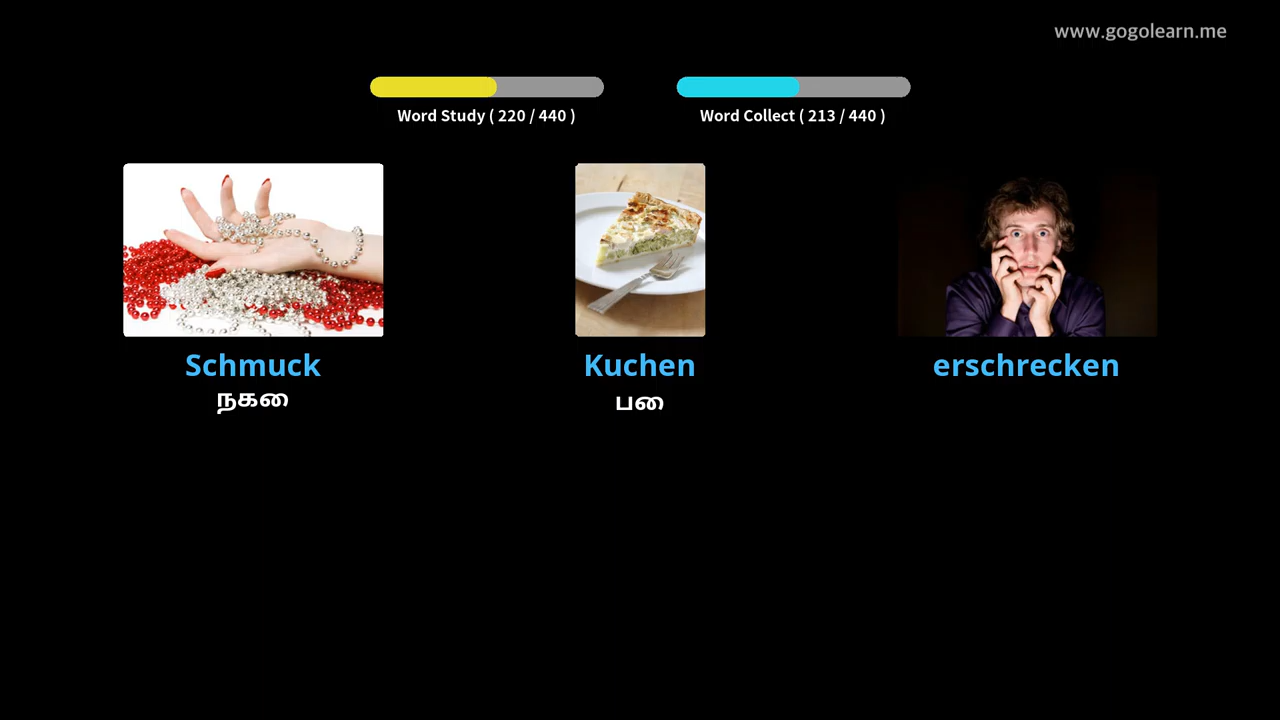 www.gogolearn.me
Word Study ( 220 / 440 )
Word Collect ( 213 / 440 )
Schmuck
Kuchen
erschrecken
நகை
பை